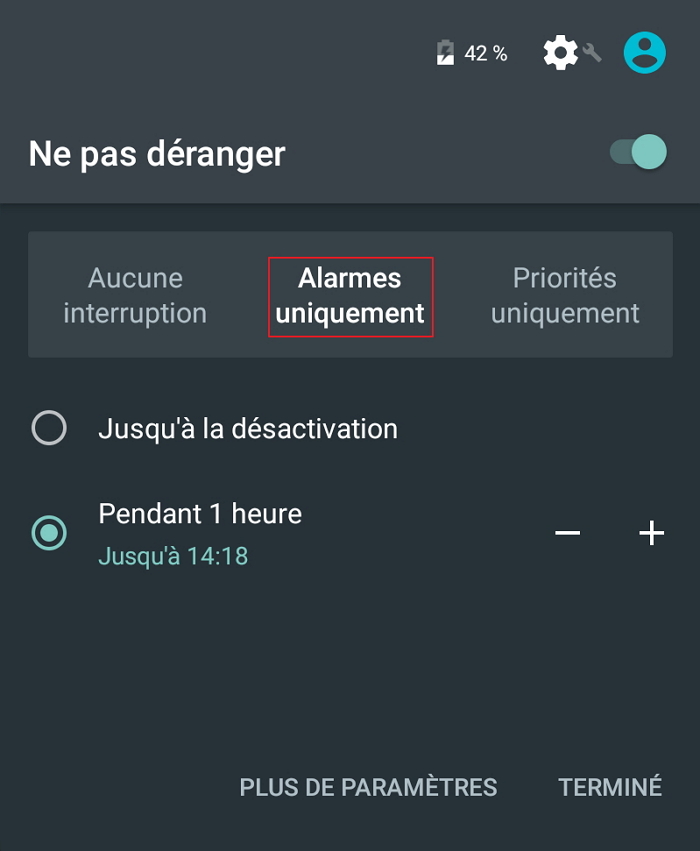 42 %
Ne pas déranger
Aucune
interruption
Alarmes
uniquement
Priorités
uniquement
Jusqu'à la désactivation
Pendant 1 heure
Jusqu'à 14:18
PLUS DE PARAMÈTRES
TERMINÉ